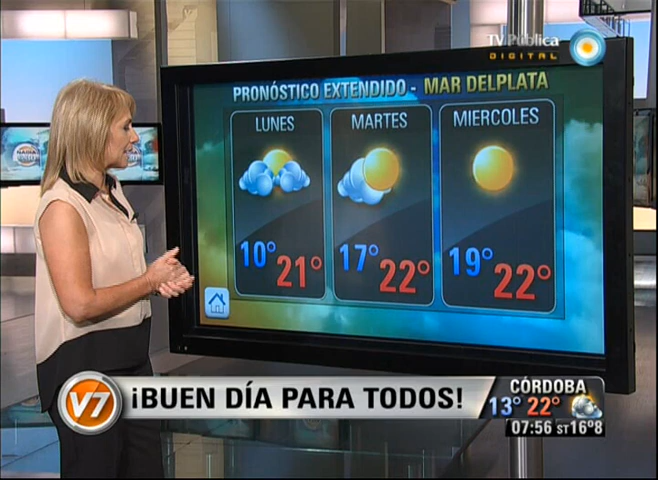 TV Pública
DIGITAL
PRONÓSTICO EXTENDIDO - MAR DELPLATA
LUNES
MARTES
MIERCOLES
10° 21°
17° 22°
19° 22°
V7
¡BUEN DÍA PARA TODOS!
CÓRDOBA
13° 22°
07:56 ST16°8